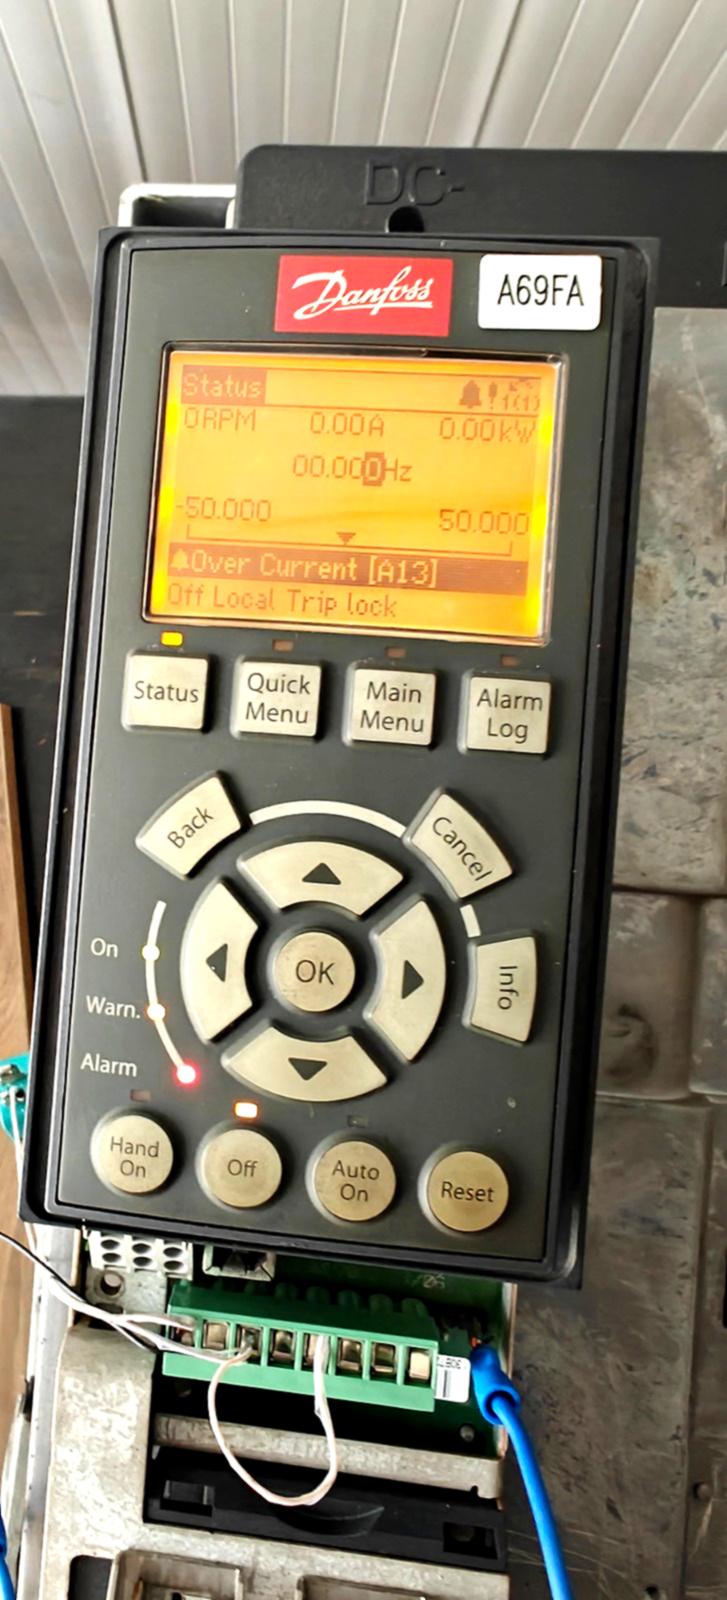 DC-
Danfoss
A69FA
Status
1(1)
0RPM 0.00A 0.00kW
00.000Hz
-50.000 50.000
Over Current [A13]
Off Local Trip lock
Status
Quick Menu
Main Menu
Alarm Log
Back
Cancel
OK
Info
On
Warn.
Alarm
Hand On
Off
Auto On
Reset